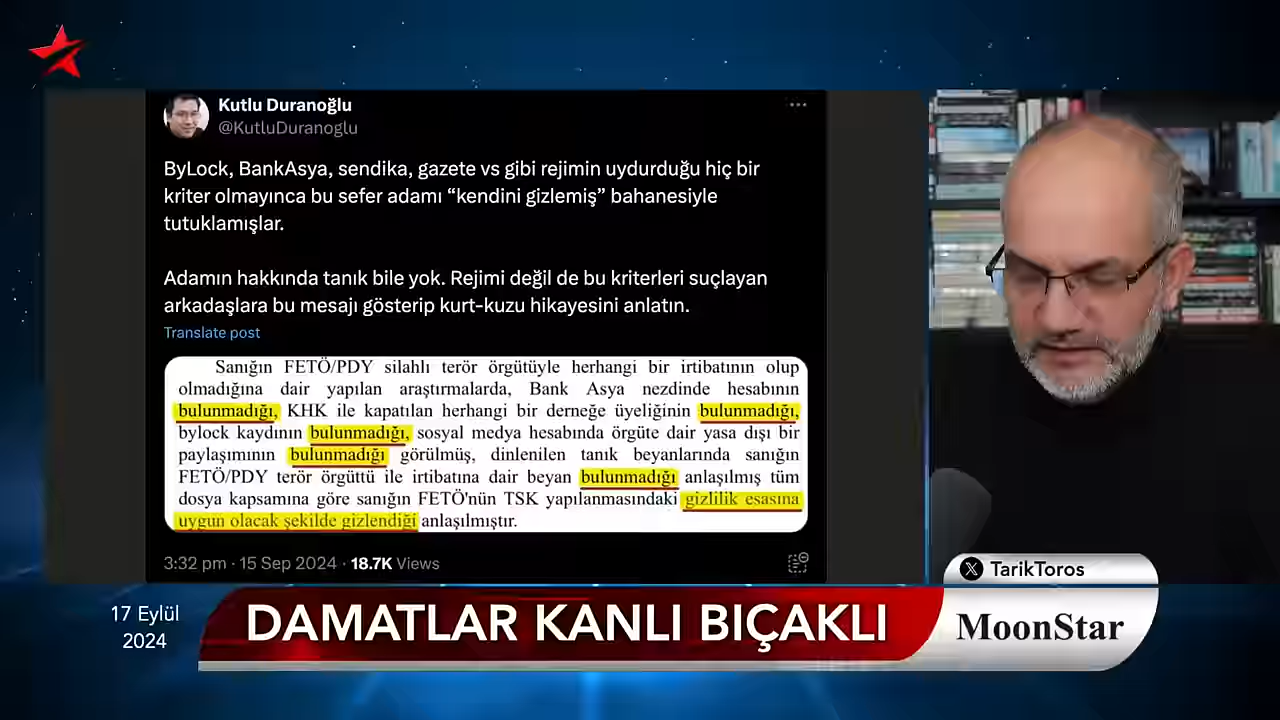 Kutlu Duranoğlu
@KutluDuranoglu
ByLock, BankAsya, sendika, gazete vs gibi rejimin uydurduğu hiç bir
kriter olmayınca bu sefer adamı “kendini gizlemiş” bahanesiyle
tutuklamışlar.
Adamın hakkında tanık bile yok. Rejimi değil de bu kriterleri suçlayan
arkadaşlara bu mesajı gösterip kurt-kuzu hikayesini anlatın.
Translate post
Sanığın FETÖ/PDY silahlı terör örgütüyle herhangi bir irtibatının olup
olmadığına dair yapılan araştırmalarda, Bank Asya nezdinde hesabının
bulunmadığı, KHK ile kapatılan herhangi bir derneğe üyeliğinin bulunmadığı,
bylock kaydının bulunmadığı, sosyal medya hesabında örgüte dair yasa dışı bir
paylaşımının bulunmadığı görülmüş, dinlenilen tanık beyanlarında sanığın
FETÖ/PDY terör örgüttü ile irtibatına dair beyan bulunmadığı anlaşılmış tüm
dosya kapsamına göre sanığın FETÖ'nün TSK yapılanmasındaki gizlilik esasına
uygun olacak şekilde gizlendiği anlaşılmıştır.
3:32 pm · 15 Sep 2024 · 18.7K Views
TarikToros
17 Eylül
2024
DAMATLAR KANLI BIÇAKLI
MoonStar